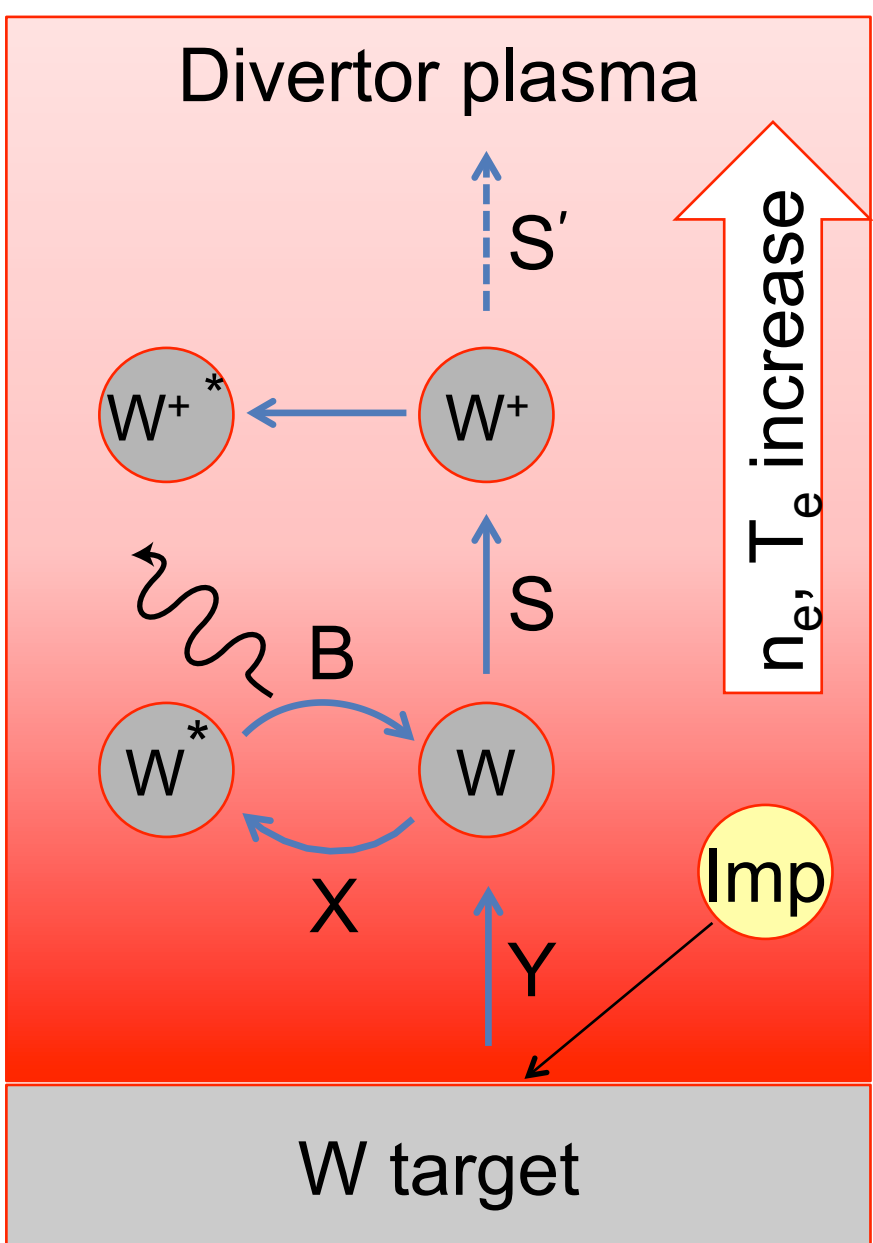 Divertor plasma
S′
W⁺ *
W⁺
nₑ, Tₑ increase
S
B
W*
W
X
Imp
Y
W target